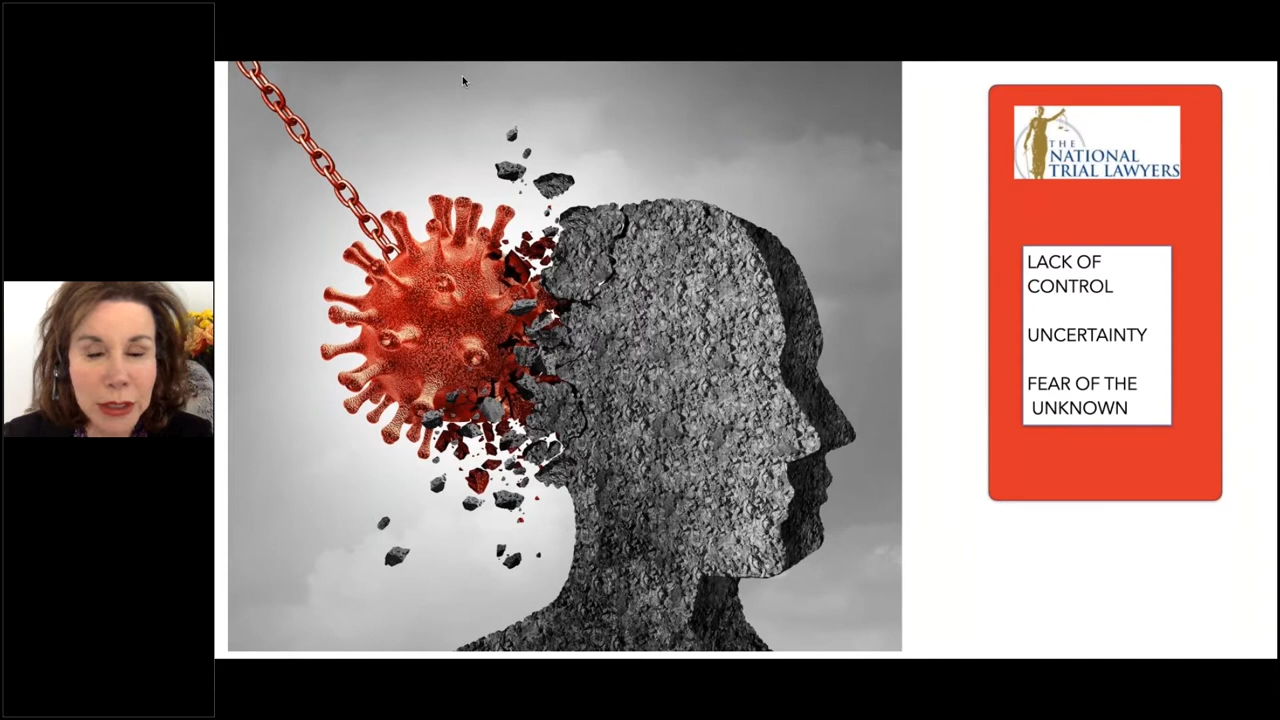 THE
NATIONAL
TRIAL LAWYERS
LACK OF
CONTROL
UNCERTAINTY
FEAR OF THE
UNKNOWN